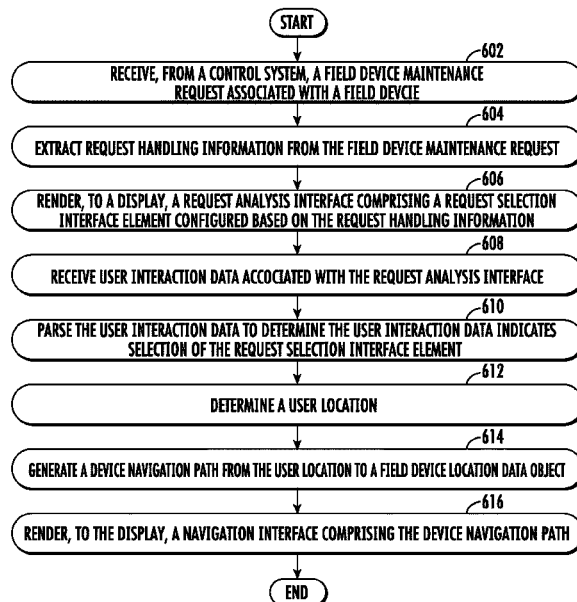 START
602
RECEIVE, FROM A CONTROL SYSTEM, A FIELD DEVICE MAINTENANCE
REQUEST ASSOCIATED WITH A FIELD DEVCIE
604
EXTRACT REQUEST HANDLING INFORMATION FROM THE FIELD DEVICE MAINTENANCE REQUEST
606
RENDER, TO A DISPLAY, A REQUEST ANALYSIS INTERFACE COMPRISING A REQUEST SELECTION
INTERFACE ELEMENT CONFIGURED BASED ON THE REQUEST HANDLING INFORMATION
608
RECEIVE USER INTERACTION DATA ACCOCIATED WITH THE REQUEST ANALYSIS INTERFACE
610
PARSE THE USER INTERACTION DATA TO DETERMINE THE USER INTERACTION DATA INDICATES
SELECTION OF THE REQUEST SELECTION INTERFACE ELEMENT
612
DETERMINE A USER LOCATION
614
GENERATE A DEVICE NAVIGATION PATH FROM THE USER LOCATION TO A FIELD DEVICE LOCATION DATA OBJECT
616
RENDER, TO THE DISPLAY, A NAVIGATION INTERFACE COMPRISING THE DEVICE NAVIGATION PATH
END